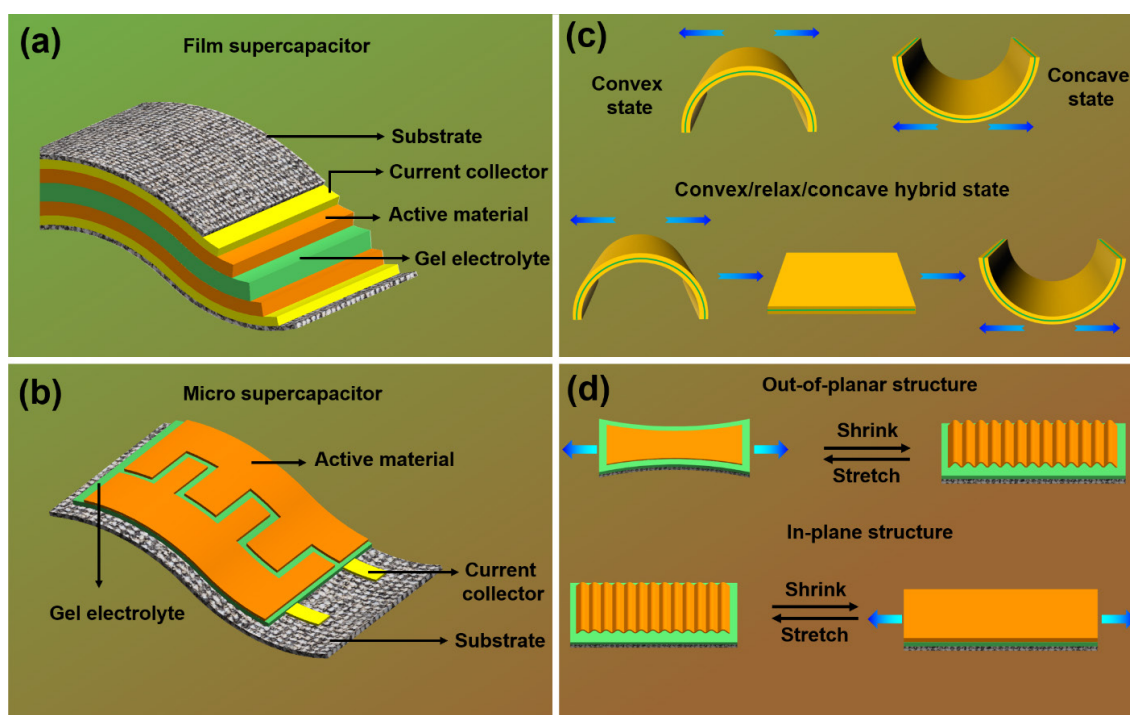 (a)
Film supercapacitor
Substrate
Current collector
Active material
Gel electrolyte
(b)
Micro supercapacitor
Active material
Gel electrolyte
Current
collector
Substrate
(c)
Convex
state
Concave
state
Convex/relax/concave hybrid state
(d)
Out-of-planar structure
Shrink
Stretch
In-plane structure
Shrink
Stretch